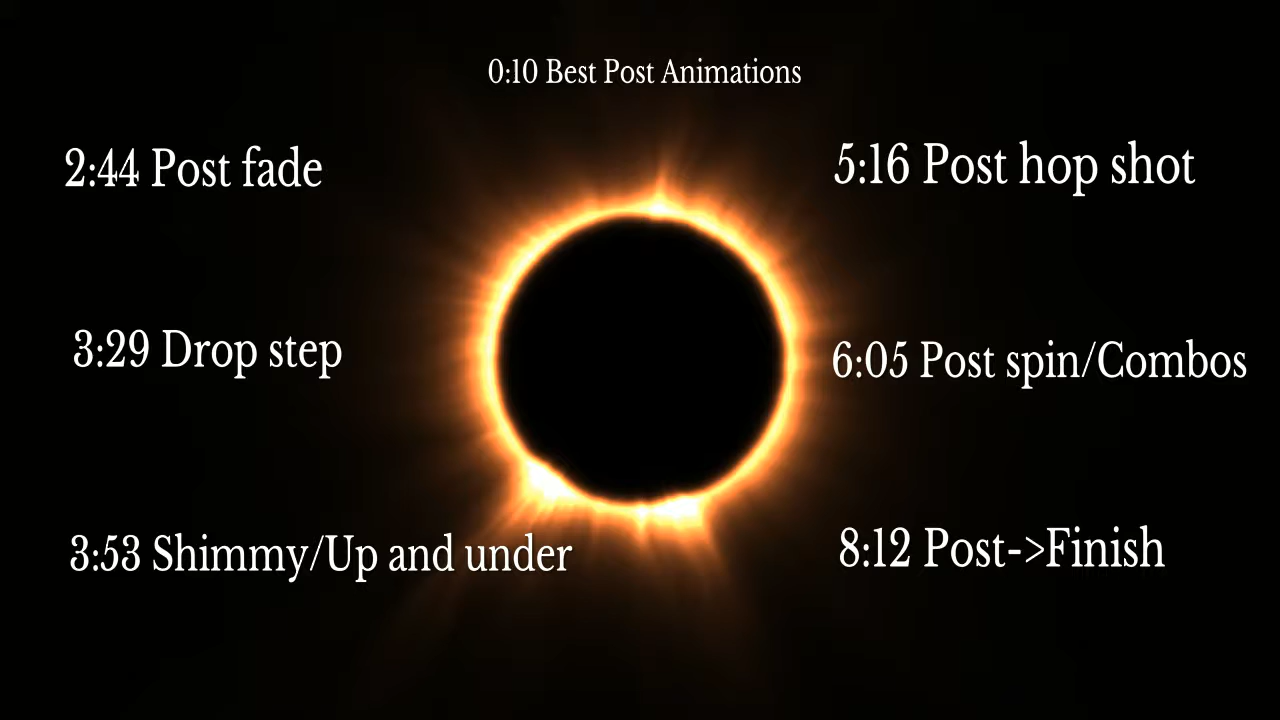 0:10 Best Post Animations
2:44 Post fade
3:29 Drop step
3:53 Shimmy/Up and under
5:16 Post hop shot
6:05 Post spin/Combos
8:12 Post->Finish